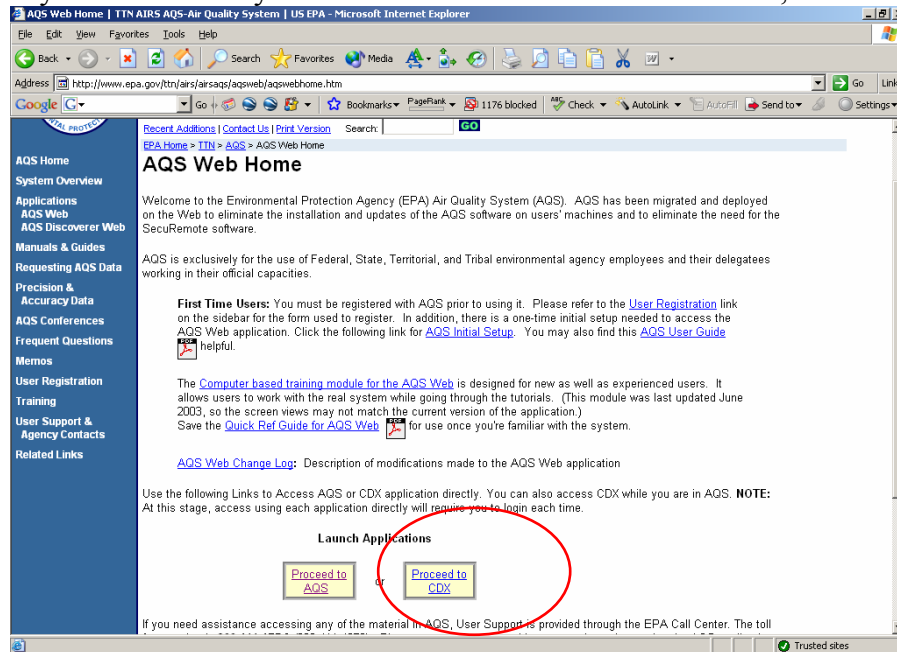 AQS Web Home | TTN AIRS AQS-Air Quality System | US EPA - Microsoft Internet Explorer
File Edit View Favorites Tools Help
Back Search Favorites Media
Address http://www.epa.gov/ttn/airs/airsaqs/aqsweb/aqswebhome.htm Go Link
Google G Go Bookmarks PageRank 1176 blocked Check AutoLink AutoFill Send to Settings
TAL PROTEC
Recent Additions | Contact Us | Print Version Search: GO
EPA Home > TTN > AQS > AQS Web Home
AQS Web Home
AQS Home
System Overview
Applications
AQS Web
AQS Discoverer Web
Manuals & Guides
Requesting AQS Data
Precision &
Accuracy Data
AQS Conferences
Frequent Questions
Memos
User Registration
Training
User Support &
Agency Contacts
Related Links
Welcome to the Environmental Protection Agency (EPA) Air Quality System (AQS). AQS has been migrated and deployed
on the Web to eliminate the installation and updates of the AQS software on users' machines and to eliminate the need for the
SecuRemote software.
AQS is exclusively for the use of Federal, State, Territorial, and Tribal environmental agency employees and their delegatees
working in their official capacities.
First Time Users: You must be registered with AQS prior to using it. Please refer to the User Registration link
on the sidebar for the form used to register. In addition, there is a one-time initial setup needed to access the
AQS Web application. Click the following link for AQS Initial Setup. You may also find this AQS User Guide
PDF helpful.
The Computer based training module for the AQS Web is designed for new as well as experienced users. It
allows users to work with the real system while going through the tutorials. (This module was last updated June
2003, so the screen views may not match the current version of the application.)
Save the Quick Ref Guide for AQS Web PDF for use once you're familiar with the system.
AQS Web Change Log: Description of modifications made to the AQS Web application
Use the following Links to Access AQS or CDX application directly. You can also access CDX while you are in AQS. NOTE:
At this stage, access using each application directly will require you to login each time.
Launch Applications
Proceed to
AQS
or
Proceed to
CDX
If you need assistance accessing any of the material in AQS, User Support is provided through the EPA Call Center. The toll
Trusted sites